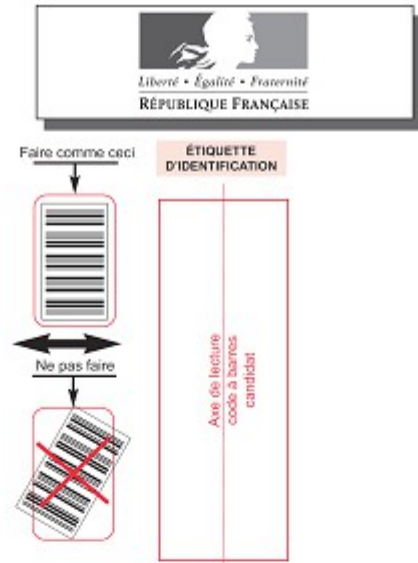 Liberté • Égalité • Fraternité
RÉPUBLIQUE FRANÇAISE
Faire comme ceci
ÉTIQUETTE
D'IDENTIFICATION
Ne pas faire
Axe de lecture
code à barres
candidat